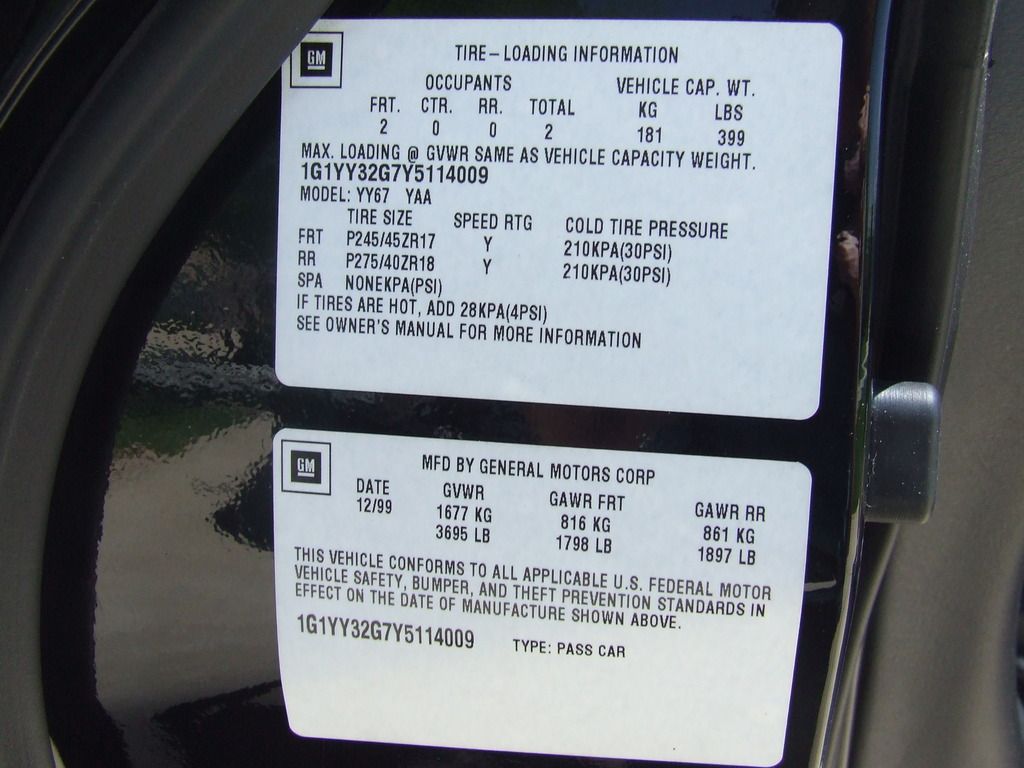 GM
TIRE-LOADING INFORMATION
OCCUPANTS VEHICLE CAP. WT.
FRT. CTR. RR. TOTAL KG LBS
2 0 0 2 181 399
MAX. LOADING @ GVWR SAME AS VEHICLE CAPACITY WEIGHT.
1G1YY32G7Y5114009
MODEL: YY67 YAA
TIRE SIZE SPEED RTG COLD TIRE PRESSURE
FRT P245/45ZR17 Y 210KPA(30PSI)
RR P275/40ZR18 Y 210KPA(30PSI)
SPA NONEKPA(PSI)
IF TIRES ARE HOT, ADD 28KPA(4PSI)
SEE OWNER'S MANUAL FOR MORE INFORMATION
GM
MFD BY GENERAL MOTORS CORP
DATE GVWR GAWR FRT GAWR RR
12/99 1677 KG 816 KG 861 KG
3695 LB 1798 LB 1897 LB
THIS VEHICLE CONFORMS TO ALL APPLICABLE U.S. FEDERAL MOTOR
VEHICLE SAFETY, BUMPER, AND THEFT PREVENTION STANDARDS IN
EFFECT ON THE DATE OF MANUFACTURE SHOWN ABOVE.
1G1YY32G7Y5114009 TYPE: PASS CAR